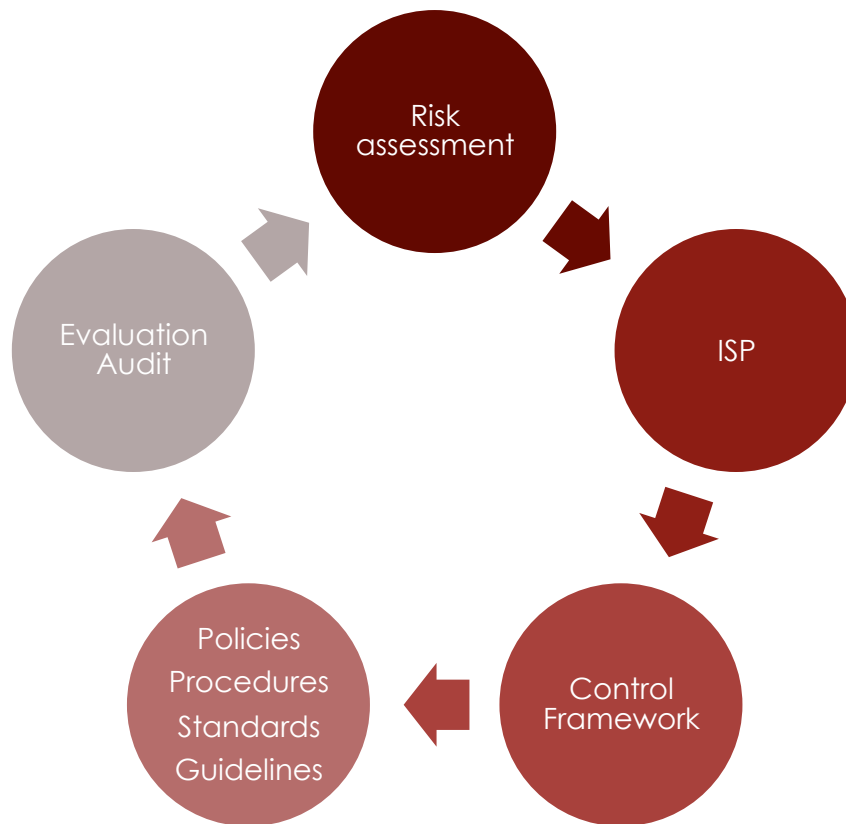 Risk
assessment
ISP
Control
Framework
Policies
Procedures
Standards
Guidelines
Evaluation
Audit